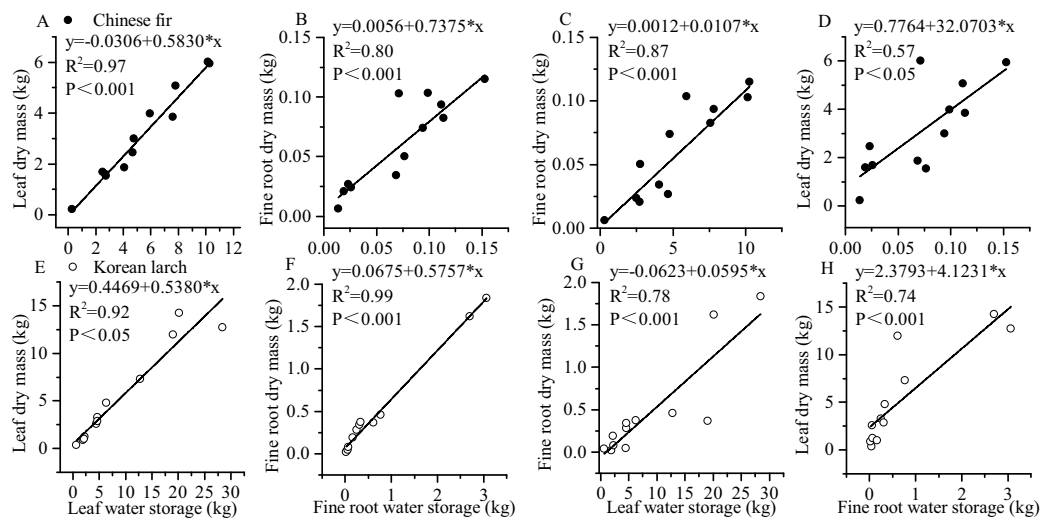 A ● Chinese fir
y=-0.0306+0.5830*x
R²=0.97
P<0.001
Leaf dry mass (kg)
6
4
2
0
0 2 4 6 8 10 12
B
y=0.0056+0.7375*x
R²=0.80
P<0.001
Fine root dry mass (kg)
0.15
0.10
0.05
0.00
0.00 0.05 0.10 0.15
C
y=0.0012+0.0107*x
R²=0.87
P<0.001
Fine root dry mass (kg)
0.15
0.10
0.05
0.00
0 5 10
D
y=0.7764+32.0703*x
R²=0.57
P<0.05
Leaf dry mass (kg)
6
4
2
0
0.00 0.05 0.10 0.15
E ○ Korean larch
y=0.4469+0.5380*x
R²=0.92
P<0.05
Leaf dry mass (kg)
15
10
5
0
0 5 10 15 20 25 30
Leaf water storage (kg)
F
y=0.0675+0.5757*x
R²=0.99
P<0.001
Fine root dry mass (kg)
2.0
1.5
1.0
0.5
0.0
0 1 2 3
Fine root water storage (kg)
G
y=-0.0623+0.0595*x
R²=0.78
P<0.001
Fine root dry mass (kg)
2.0
1.5
1.0
0.5
0.0
0 5 10 15 20 25 30
Leaf water storage (kg)
H
y=2.3793+4.1231*x
R²=0.74
P<0.001
Leaf dry mass (kg)
15
10
5
0
0 1 2 3
Fine root water storage (kg)